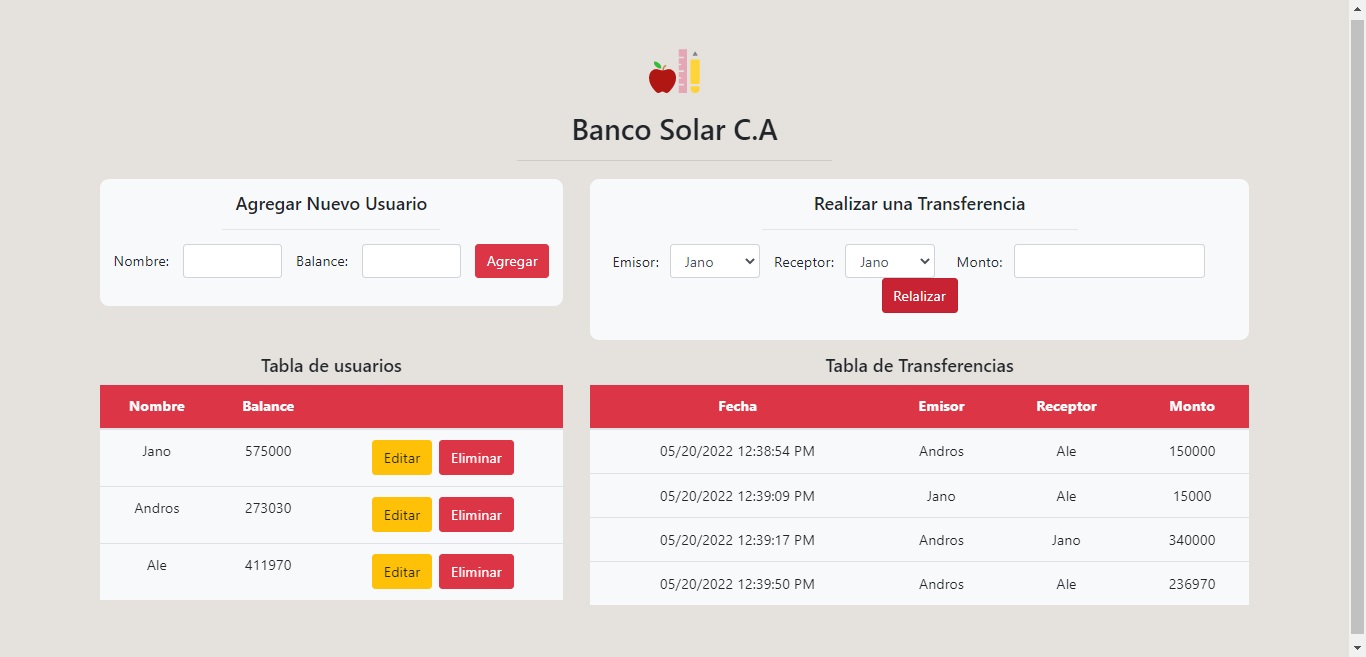 Banco Solar C.A
Agregar Nuevo Usuario
Nombre: Balance: Agregar
Realizar una Transferencia
Emisor: Jano Receptor: Jano Monto:
Relalizar
Tabla de usuarios
Nombre Balance
Jano 575000 Editar Eliminar
Andros 273030 Editar Eliminar
Ale 411970 Editar Eliminar
Tabla de Transferencias
Fecha Emisor Receptor Monto
05/20/2022 12:38:54 PM Andros Ale 150000
05/20/2022 12:39:09 PM Jano Ale 15000
05/20/2022 12:39:17 PM Andros Jano 340000
05/20/2022 12:39:50 PM Andros Ale 236970